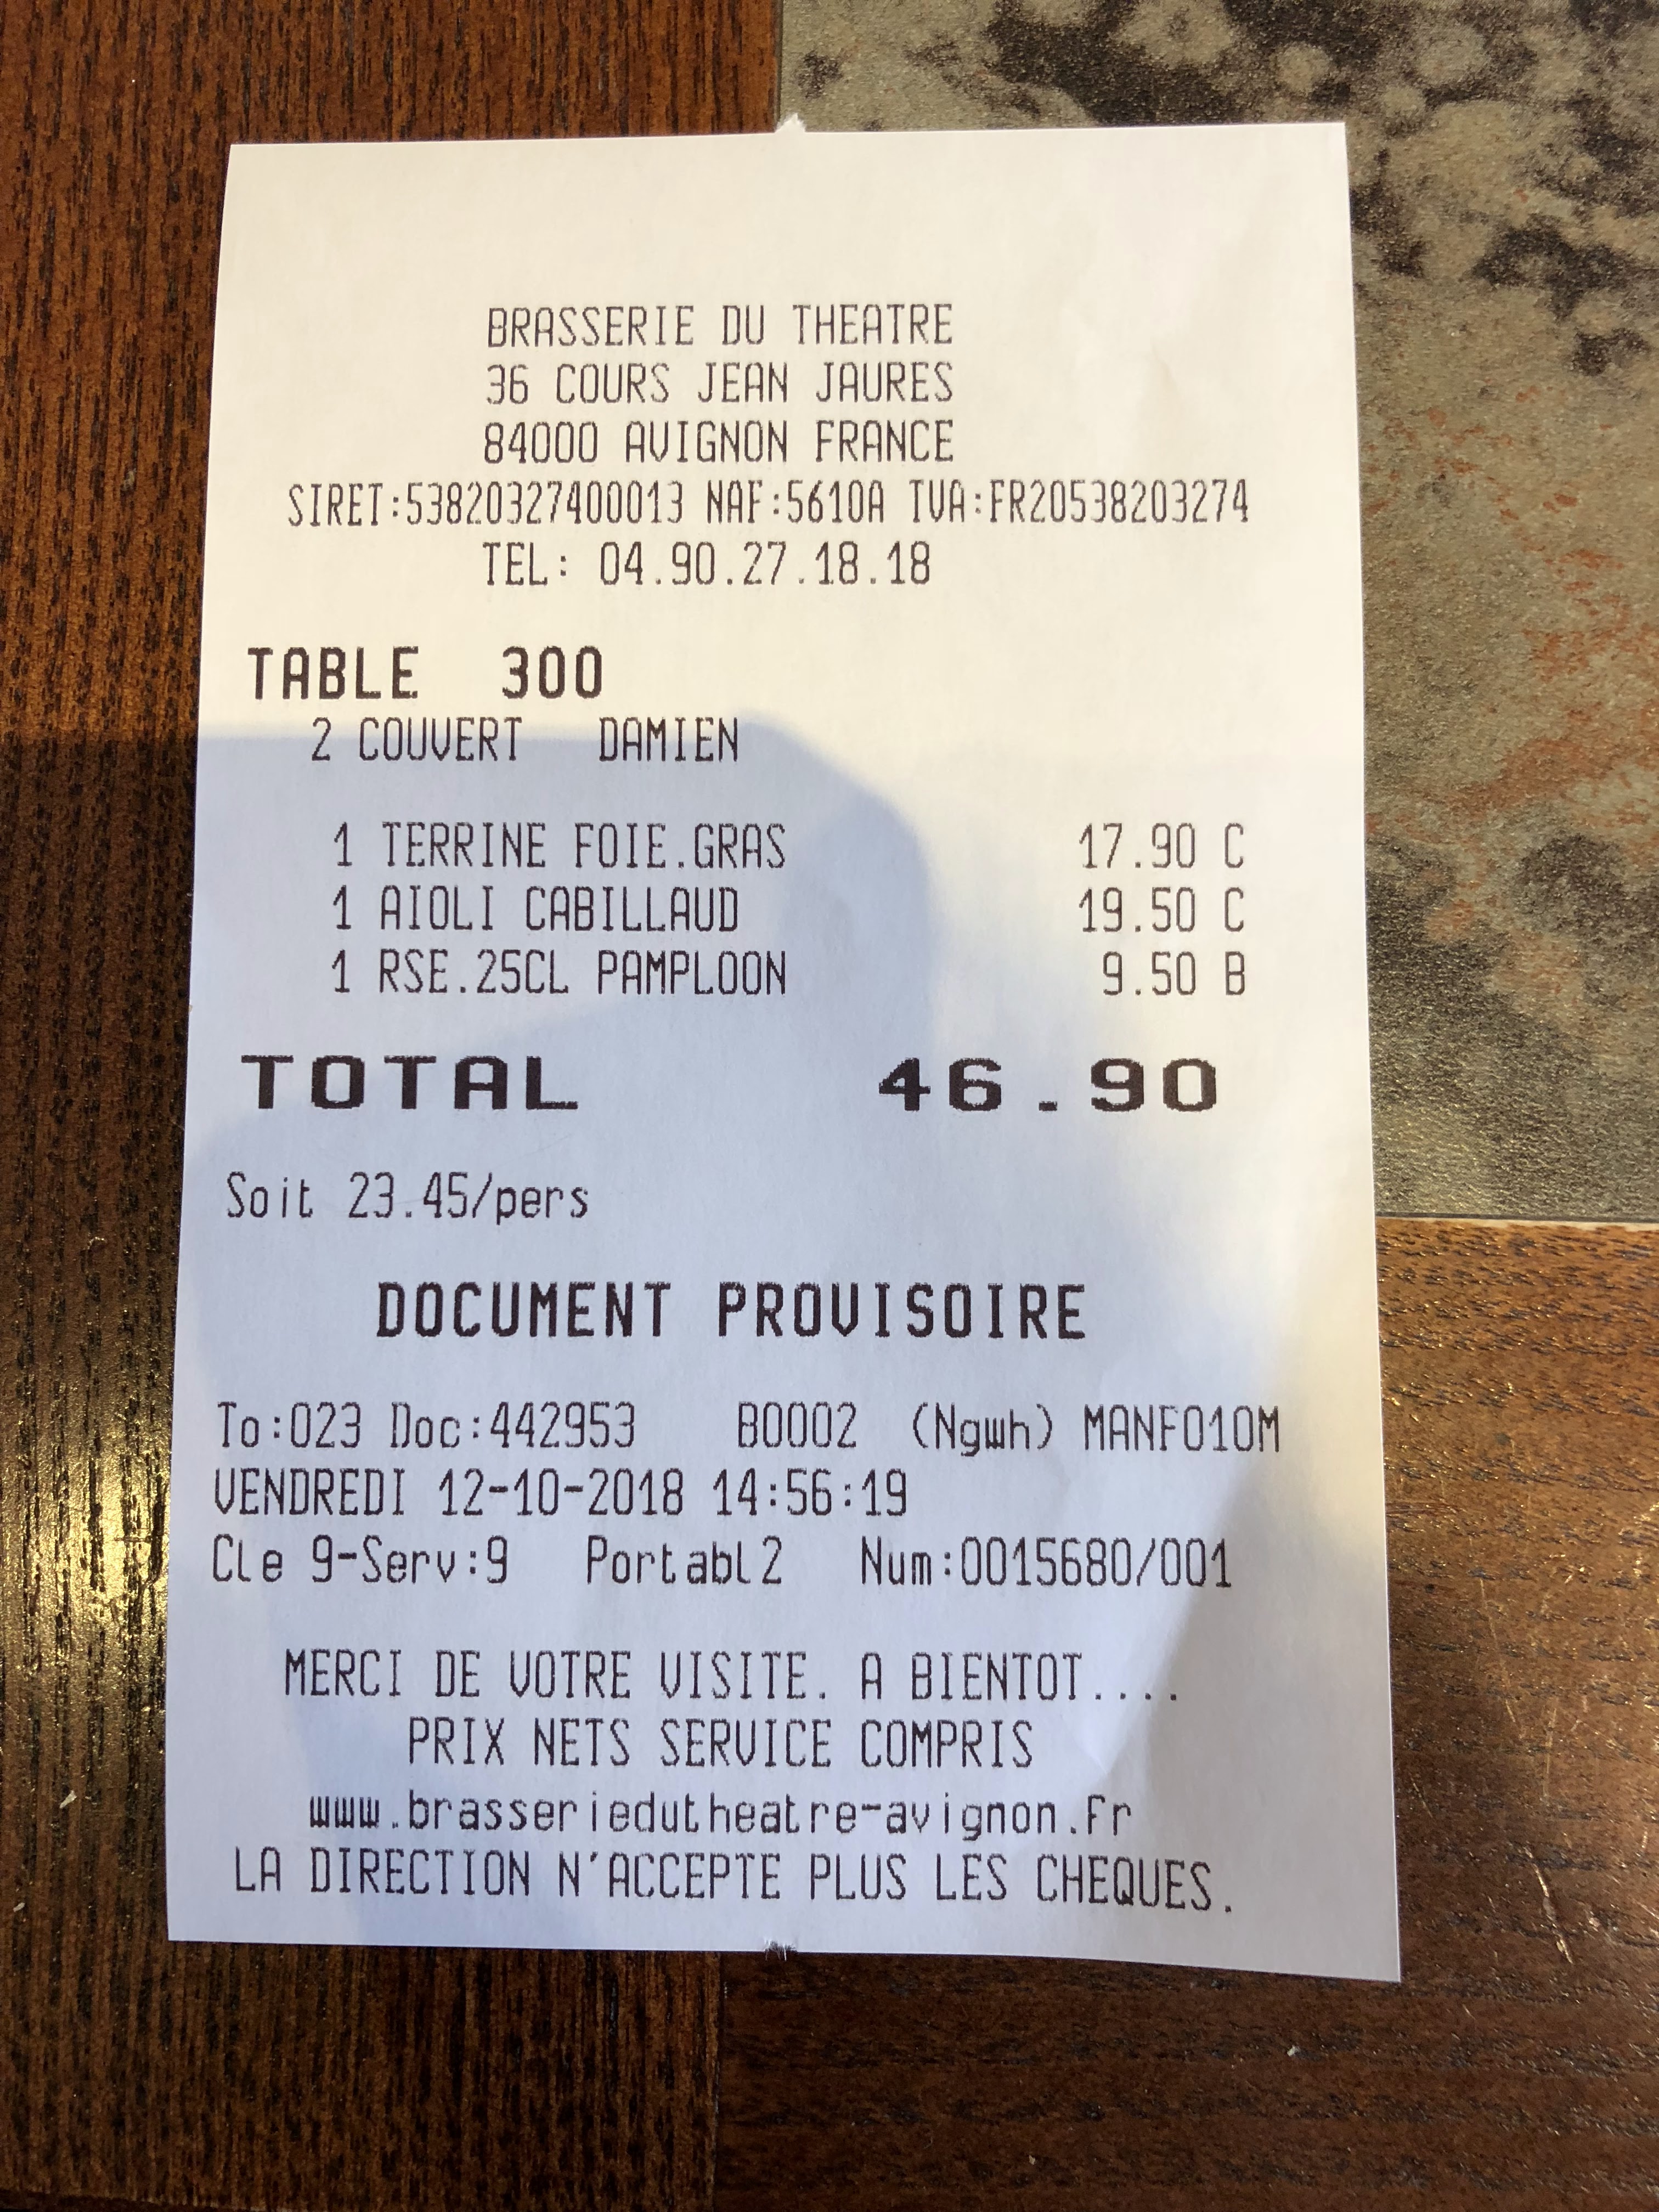 BRASSERIE DU THEATRE
36 COURS JEAN JAURES
84000 AVIGNON FRANCE
SIRET:53820327400013 NAF:5610A TVA:FR20538203274
TEL: 04.90.27.18.18
TABLE 300
2 COUVERT DAMIEN
1 TERRINE FOIE.GRAS 17.90 C
1 AIOLI CABILLAUD 19.50 C
1 RSE.25CL PAMPLOON 9.50 B
TOTAL 46.90
Soit 23.45/pers
DOCUMENT PROVISOIRE
To:023 Doc:442953 B0002 (Ngwh) MANF010M
VENDREDI 12-10-2018 14:56:19
Cle 9-Serv:9 Portabl2 Num:0015680/001
MERCI DE VOTRE VISITE. A BIENTOT....
PRIX NETS SERVICE COMPRIS
www.brasseriedutheatre-avignon.fr
LA DIRECTION N'ACCEPTE PLUS LES CHEQUES.